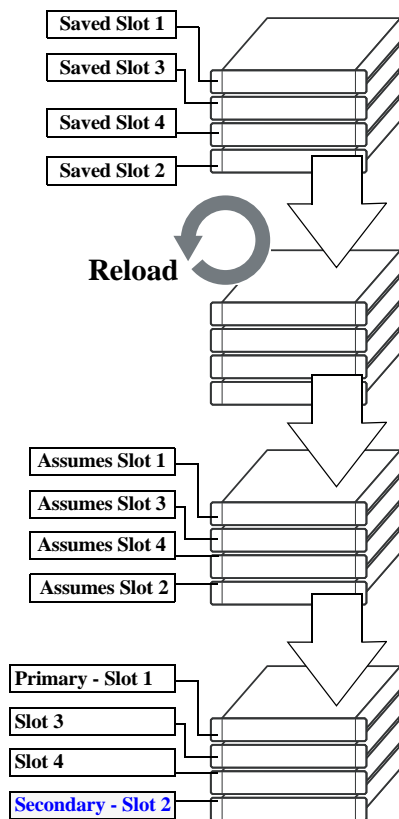 Saved Slot 1
Saved Slot 3
Saved Slot 4
Saved Slot 2
Reload
Assumes Slot 1
Assumes Slot 3
Assumes Slot 4
Assumes Slot 2
Primary - Slot 1
Slot 3
Slot 4
Secondary - Slot 2